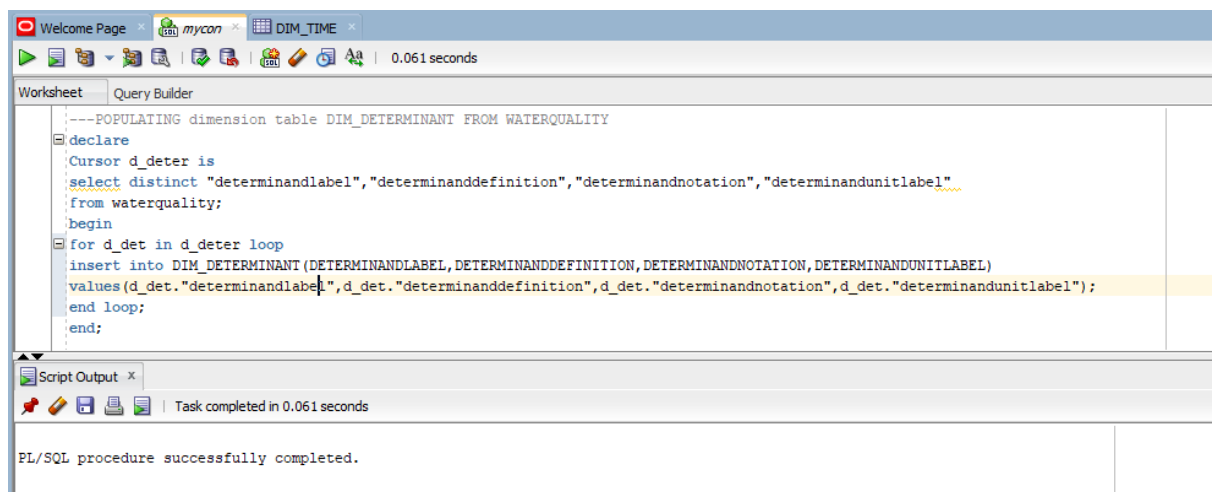 Welcome Page mycon DIM_TIME
0.061 seconds
Worksheet Query Builder
---POPULATING dimension table DIM_DETERMINANT FROM WATERQUALITY
declare
Cursor d_deter is
select distinct "determinandlabel","determinanddefinition","determinandnotation","determinandunitlabel"
from waterquality;
begin
for d_det in d_deter loop
insert into DIM_DETERMINANT(DETERMINANDLABEL,DETERMINANDDEFINITION,DETERMINANDNOTATION,DETERMINANDUNITLABEL)
values(d_det."determinandlabel",d_det."determinanddefinition",d_det."determinandnotation",d_det."determinandunitlabel");
end loop;
end;
Script Output x
Task completed in 0.061 seconds
PL/SQL procedure successfully completed.